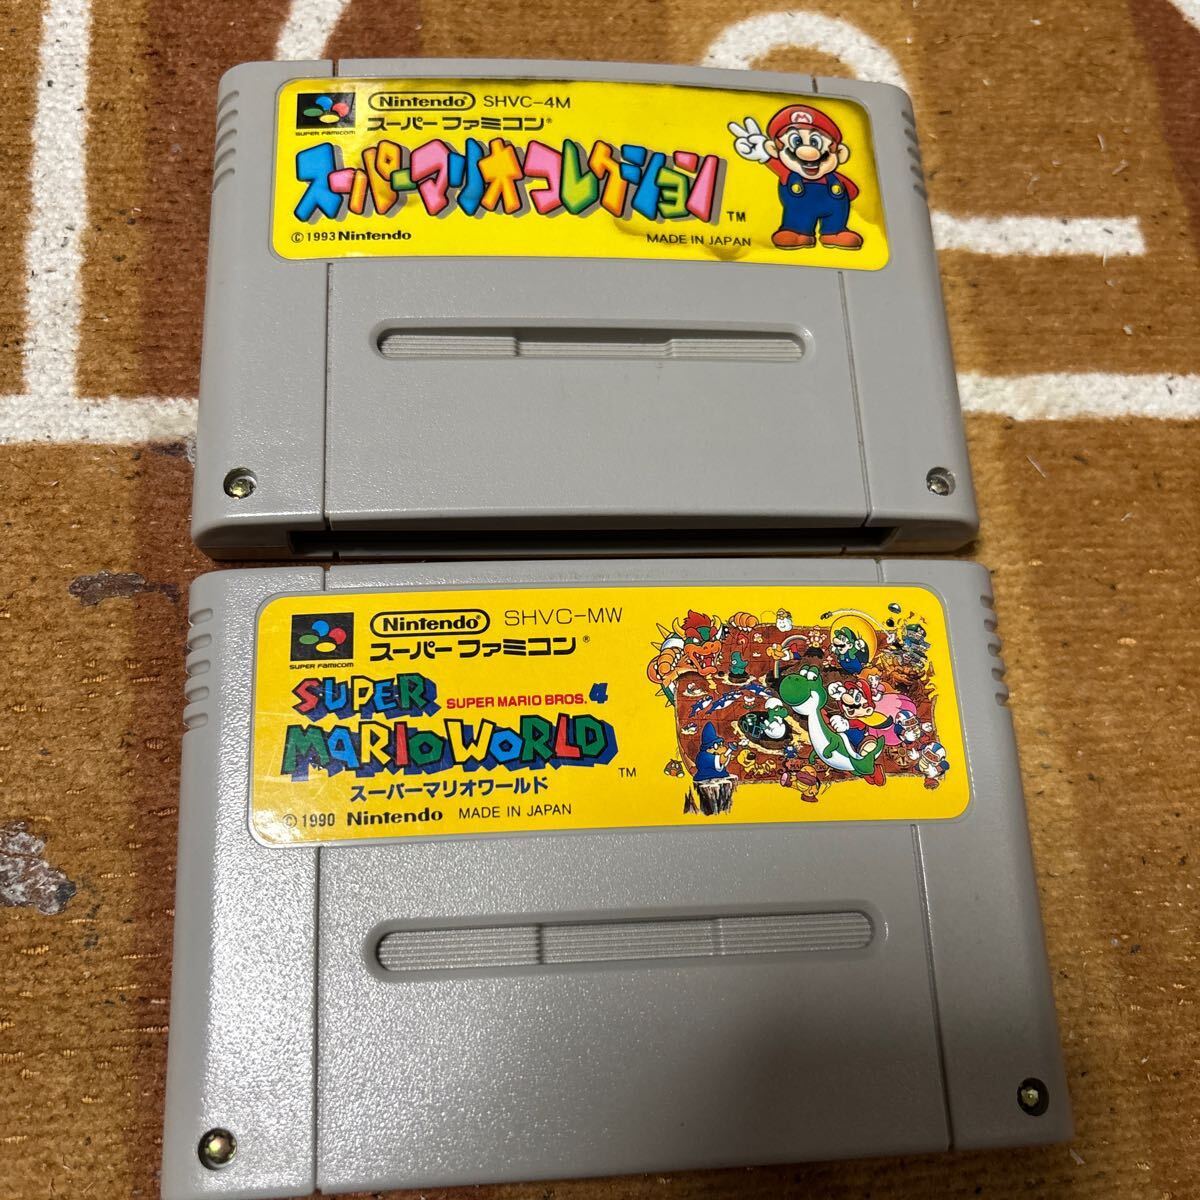 SUPER FAMICOM
Nintendo SHVC-4M
スーパーファミコン®
スーパーマリオコレクション™
©1993 Nintendo
MADE IN JAPAN
SUPER FAMICOM
Nintendo SHVC-MW
スーパーファミコン®
SUPER MARIO BROS. 4
SUPER
MARIO WORLD™
スーパーマリオワールド
©1990 Nintendo MADE IN JAPAN